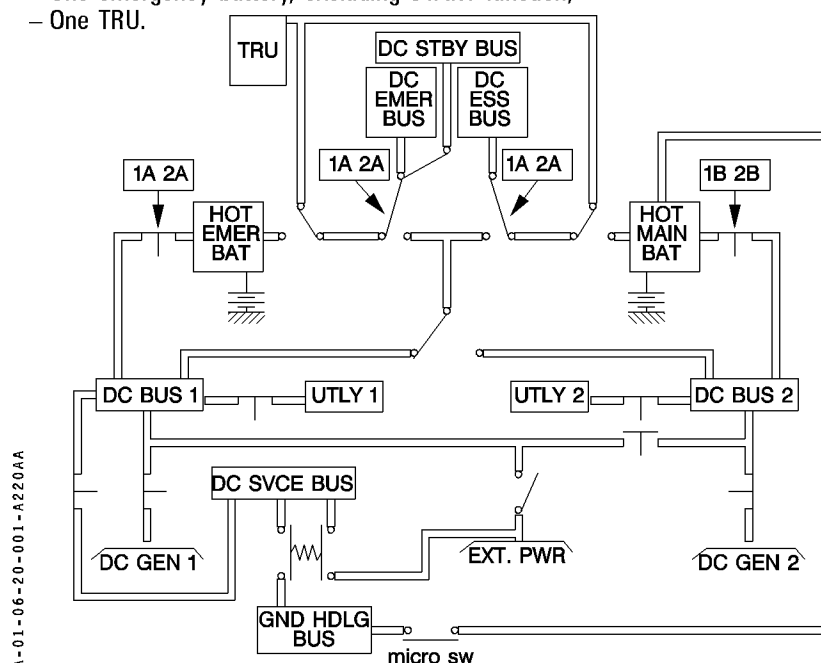 – One TRU.
TRU
DC STBY BUS
DC
EMER
BUS
DC
ESS
BUS
1A 2A
1A 2A
1A 2A
1B 2B
HOT
EMER
BAT
HOT
MAIN
BAT
DC BUS 1
UTLY 1
UTLY 2
DC BUS 2
DC SVCE BUS
DC GEN 1
EXT. PWR
DC GEN 2
GND HDLG
BUS
micro sw
A-01-06-20-001-A220AA